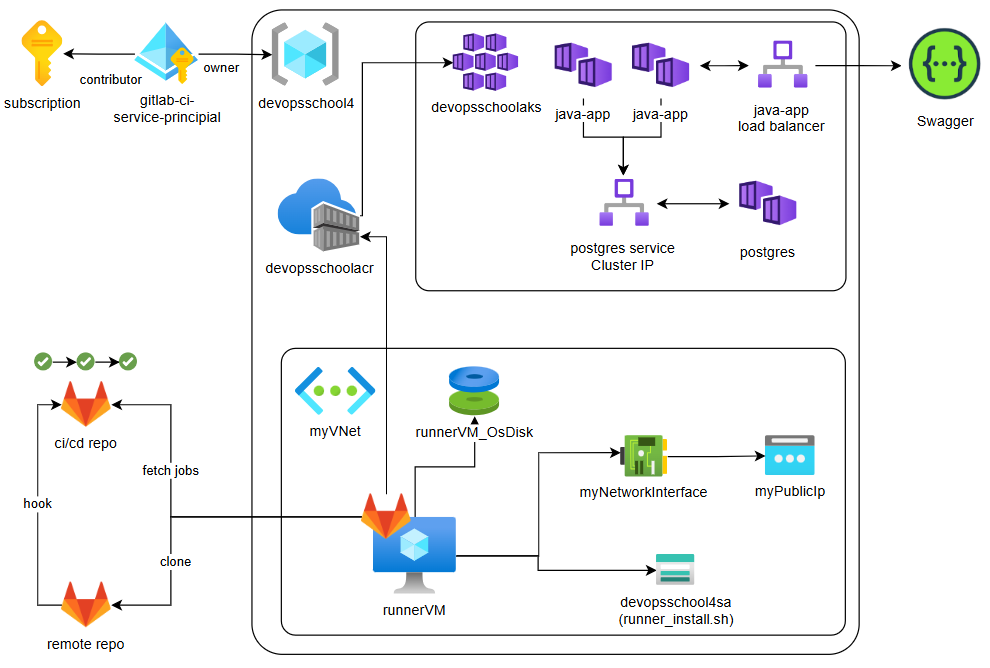 contributor
owner
subscription
gitlab-ci-
service-principial
devopsschool4
devopsschoolaks
java-app
java-app
java-app
load balancer
Swagger
postgres service
Cluster IP
postgres
devopsschoolacr
ci/cd repo
fetch jobs
hook
clone
remote repo
myVNet
runnerVM_OsDisk
myNetworkInterface
myPublicIp
runnerVM
devopsschool4sa
(runner_install.sh)